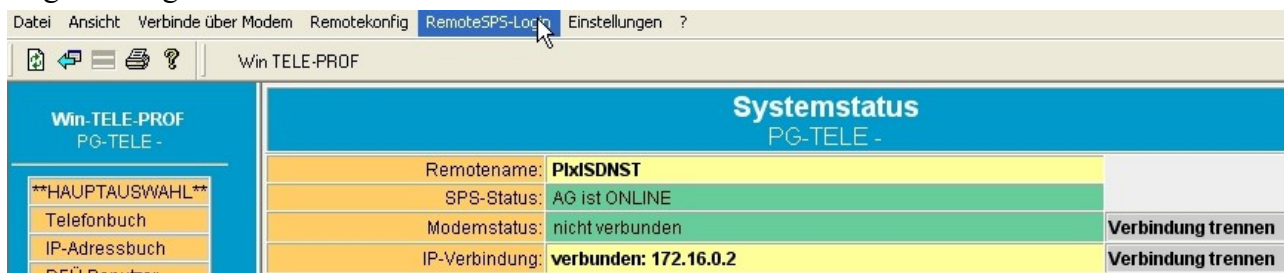 Datei Ansicht Verbinde über Modem Remotekonfig RemoteSPS-Login Einstellungen ?
Win TELE-PROF
Win-TELE-PROF
PG-TELE -
**HAUPTAUSWAHL**
Telefonbuch
IP-Adressbuch
Systemstatus
PG-TELE -
Remotename: PlxISDNST
SPS-Status: AG ist ONLINE
Modemstatus: nicht verbunden Verbindung trennen
IP-Verbindung: verbunden: 172.16.0.2 Verbindung trennen